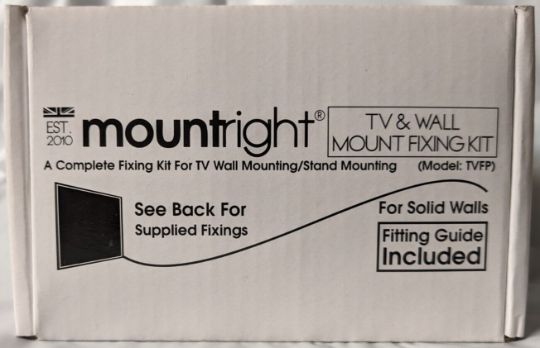 EST.
2010
mountright®
TV & WALL
MOUNT FIXING KIT
A Complete Fixing Kit For TV Wall Mounting/Stand Mounting (Model: TVFP)
See Back For
Supplied Fixings
For Solid Walls
Fitting Guide
Included